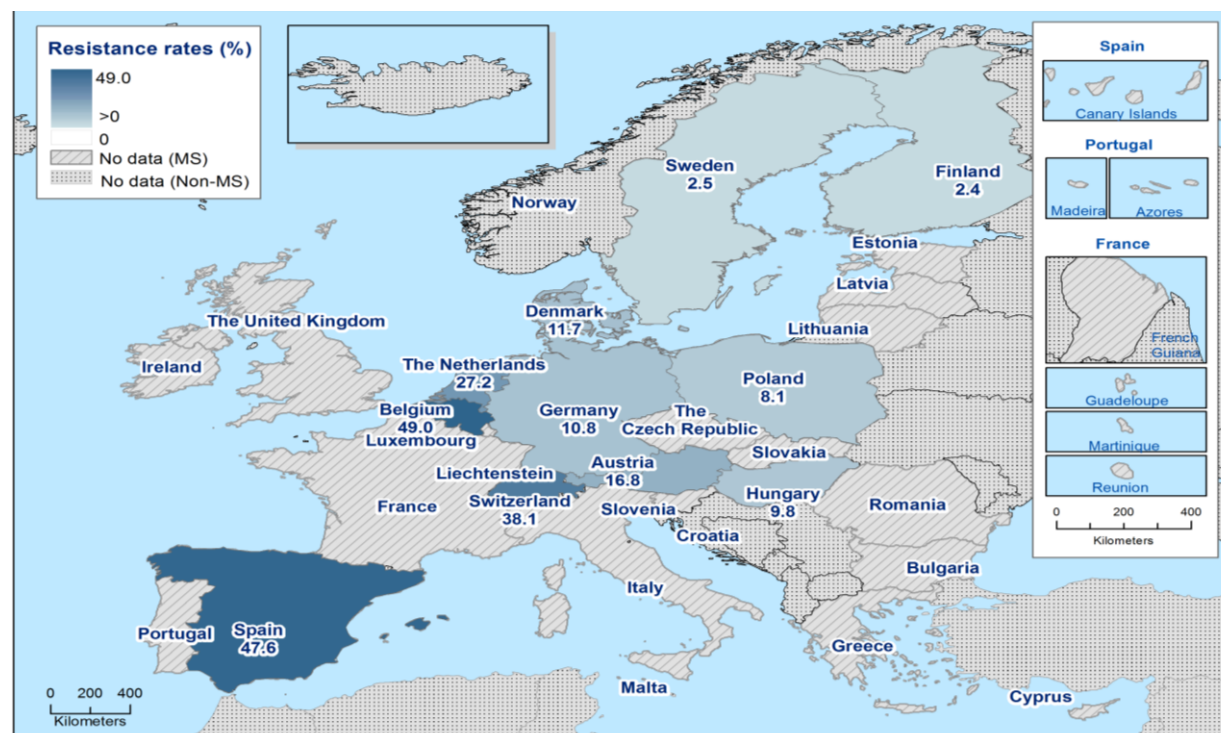 Resistance rates (%)
49.0
>0
0
No data (MS)
No data (Non-MS)
Spain
Canary Islands
Portugal
Madeira
Azores
France
French
Guiana
Guadeloupe
Martinique
Reunion
0 200 400
Kilometers
Sweden
2.5
Finland
2.4
Norway
Estonia
Latvia
Lithuania
Denmark
11.7
The United Kingdom
Ireland
The Netherlands
27.2
Belgium
49.0
Luxembourg
Germany
10.8
Poland
8.1
The
Czech Republic
Slovakia
Liechtenstein
Austria
16.8
Switzerland
38.1
Hungary
9.8
France
Slovenia
Romania
Croatia
Bulgaria
Italy
Portugal
Spain
47.6
Greece
Malta
Cyprus
0 200 400
Kilometers